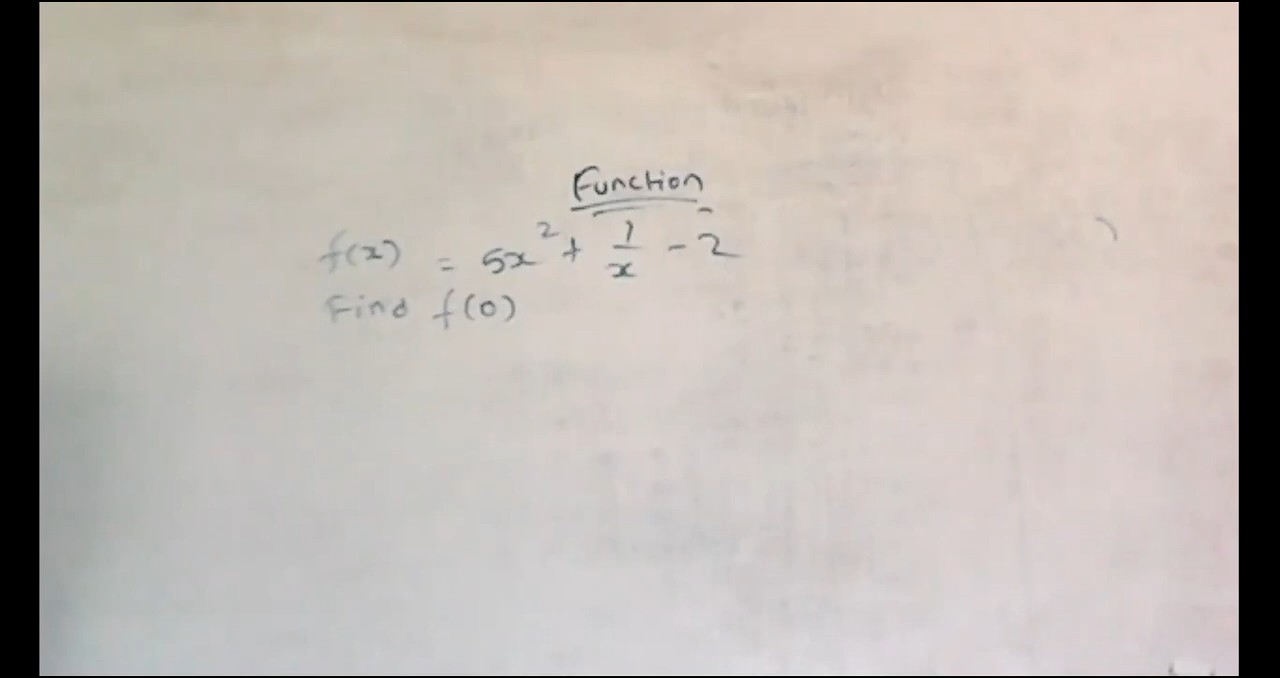 Function
f(x) = 5x² + 1/x - 2
Find f(0)